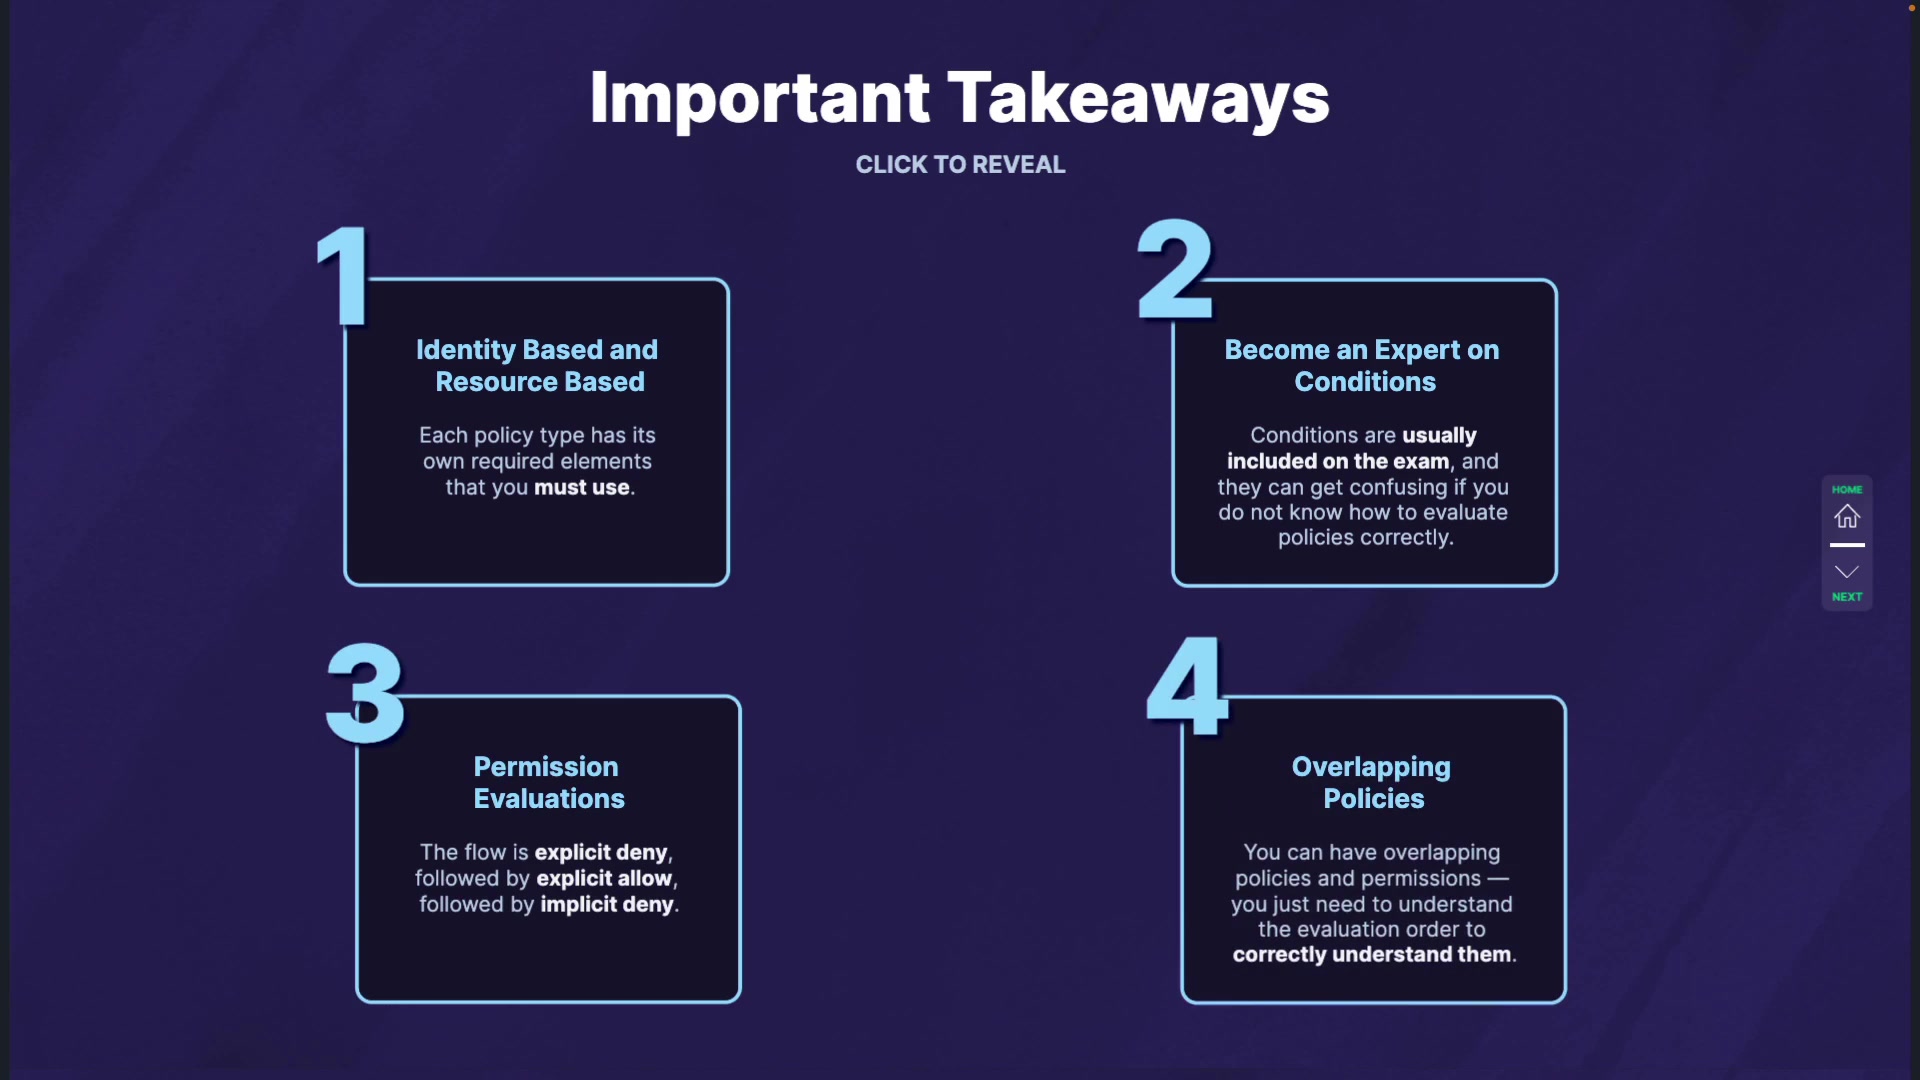 Important Takeaways
CLICK TO REVEAL
1
Identity Based and
Resource Based
Each policy type has its
own required elements
that you must use.
2
Become an Expert on
Conditions
Conditions are usually
included on the exam, and
they can get confusing if you
do not know how to evaluate
policies correctly.
3
Permission
Evaluations
The flow is explicit deny,
followed by explicit allow,
followed by implicit deny.
4
Overlapping
Policies
You can have overlapping
policies and permissions —
you just need to understand
the evaluation order to
correctly understand them.
HOME
NEXT